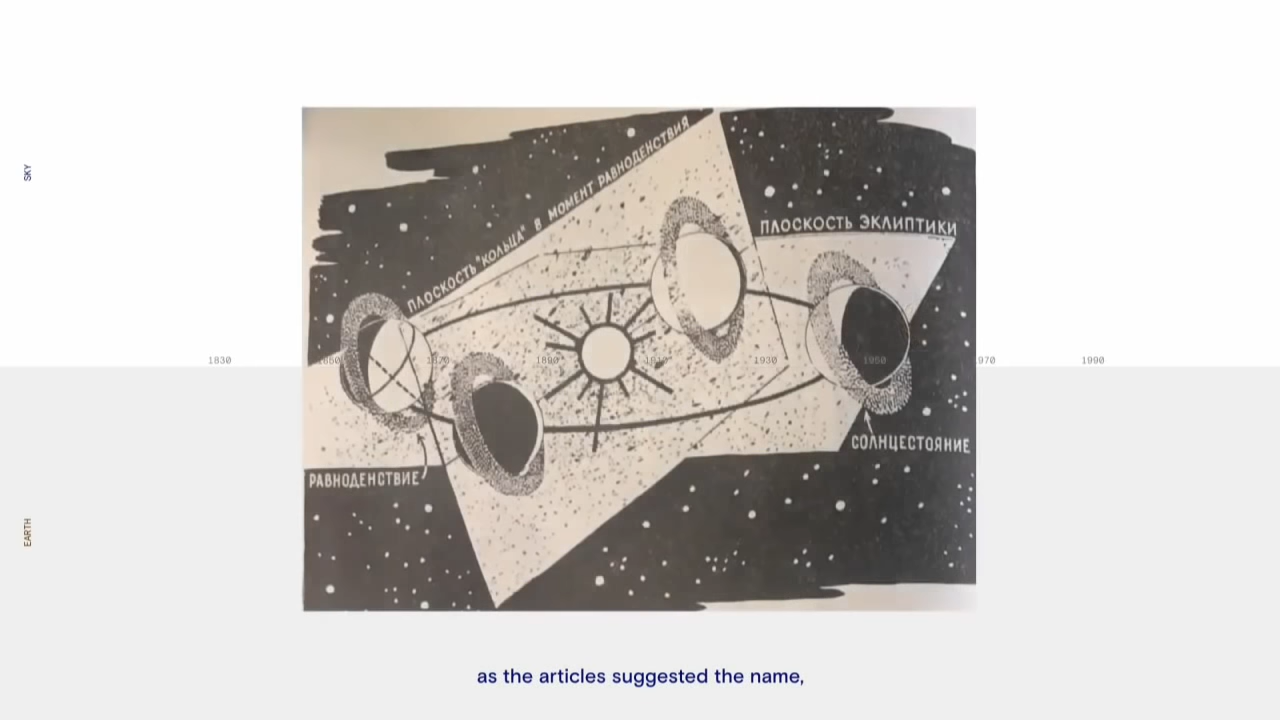 SKY
ПЛОСКОСТЬ "КОЛЬЦА" В МОМЕНТ РАВНОДЕНСТВИЯ
ПЛОСКОСТЬ ЭКЛИПТИКИ
1830 1850 1870 1890 1910 1930 1950 1970 1990
СОЛНЦЕСТОЯНИЕ
РАВНОДЕНСТВИЕ
EARTH
as the articles suggested the name,